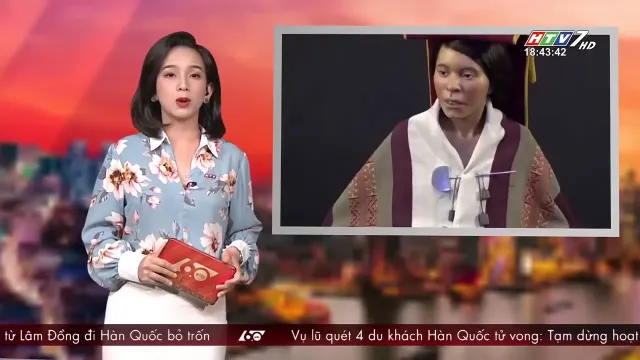 HTV7 HD
18:43:42
từ Lâm Đồng đi Hàn Quốc bỏ trốn 60 Vụ lũ quét 4 du khách Hàn Quốc tử vong: Tạm dừng hoạt